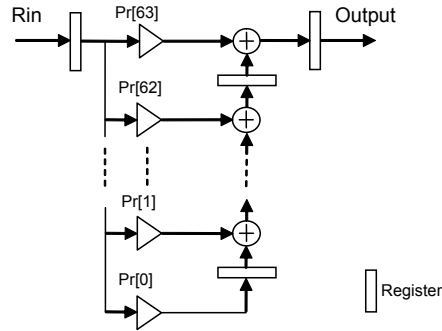 Rin
Pr[63]
Output
Pr[62]
Pr[1]
Pr[0]
Register